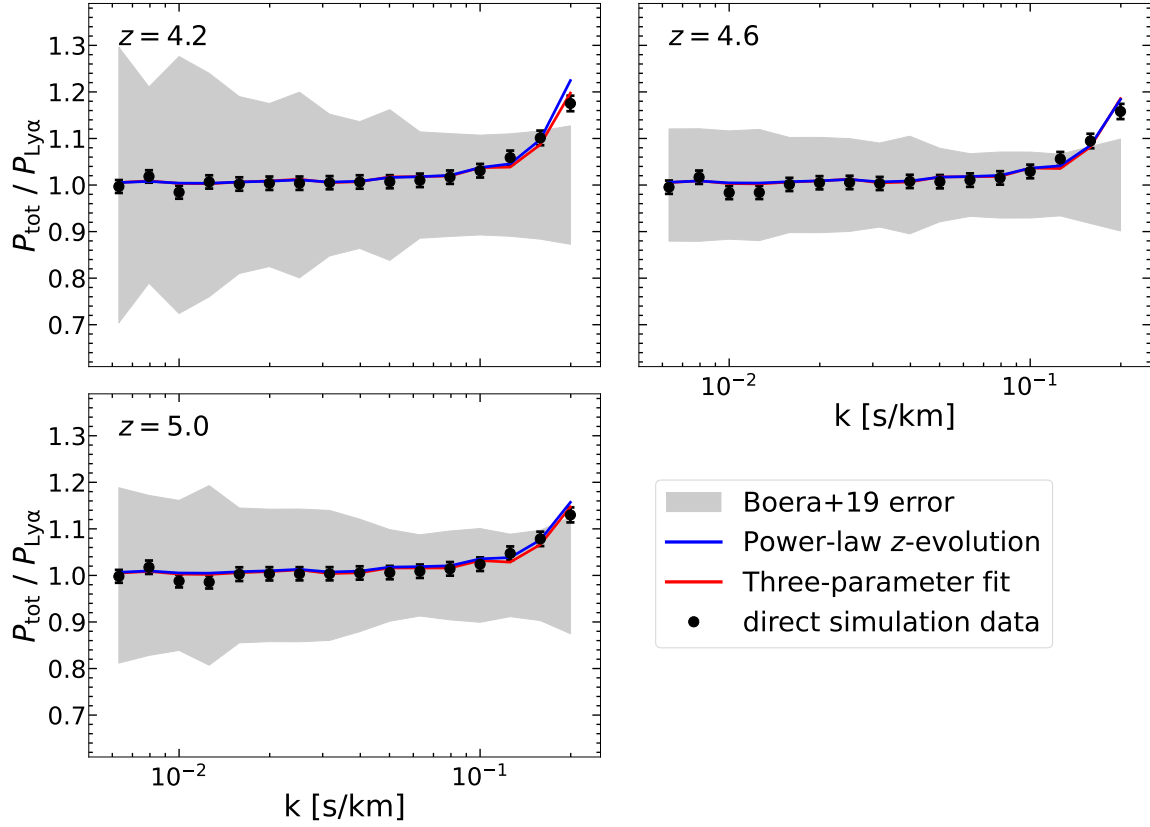 z = 4.2
1.3
1.2
1.1
1.0
0.9
0.8
0.7
P_tot / P_Lyα
z = 4.6
10⁻²
10⁻¹
k [s/km]
z = 5.0
1.3
1.2
1.1
1.0
0.9
0.8
0.7
P_tot / P_Lyα
10⁻²
10⁻¹
k [s/km]
Boera+19 error
Power-law z-evolution
Three-parameter fit
direct simulation data